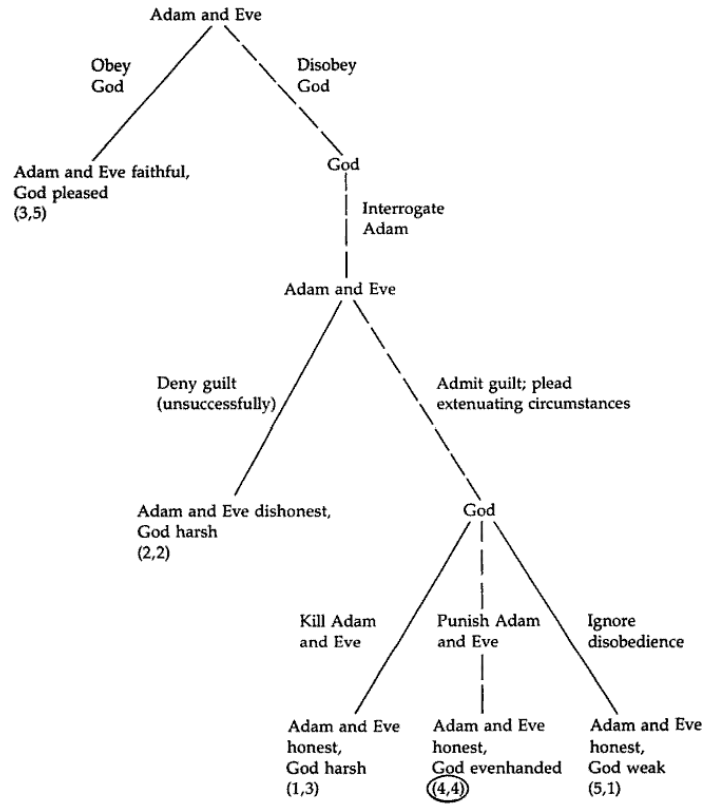 Adam and Eve
Obey
God
Disobey
God
Adam and Eve faithful,
God pleased
(3,5)
God
Interrogate
Adam
Adam and Eve
Deny guilt
(unsuccessfully)
Admit guilt; plead
extenuating circumstances
Adam and Eve dishonest,
God harsh
(2,2)
God
Kill Adam
and Eve
Punish Adam
and Eve
Ignore
disobedience
Adam and Eve
honest,
God harsh
(1,3)
Adam and Eve
honest,
God evenhanded
(4,4)
Adam and Eve
honest,
God weak
(5,1)